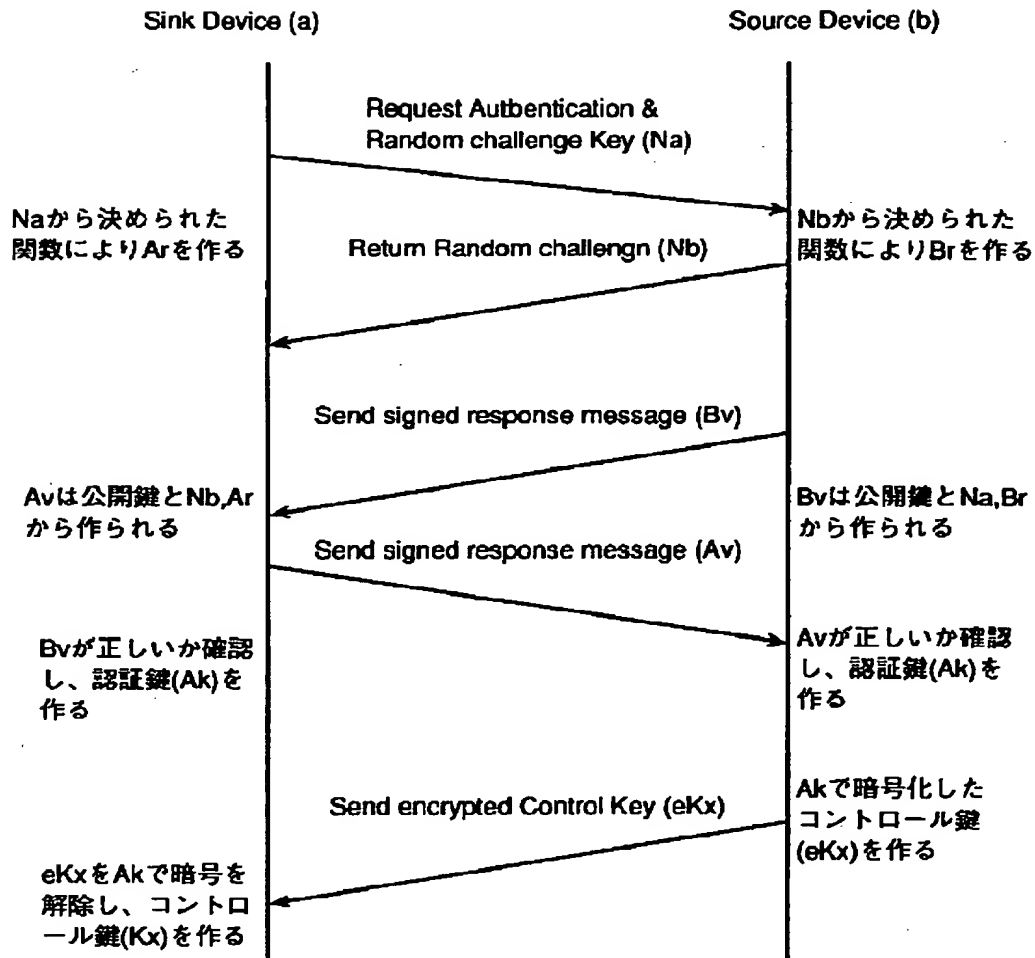 Sink Device (a)
Source Device (b)
Request Autbentication &
Random challenge Key (Na)
Naから決められた
関数によりArを作る
Nbから決められた
関数によりBrを作る
Return Random challengn (Nb)
Send signed response message (Bv)
Avは公開鍵とNb,Ar
から作られる
Bvは公開鍵とNa,Br
から作られる
Send signed response message (Av)
Bvが正しいか確認
し、認証鍵(Ak)を
作る
Avが正しいか確認
し、認証鍵(Ak)を
作る
Send encrypted Control Key (eKx)
Akで暗号化した
コントロール鍵
(eKx)を作る
eKxをAkで暗号を
解除し、コントロ
ール鍵(Kx)を作る